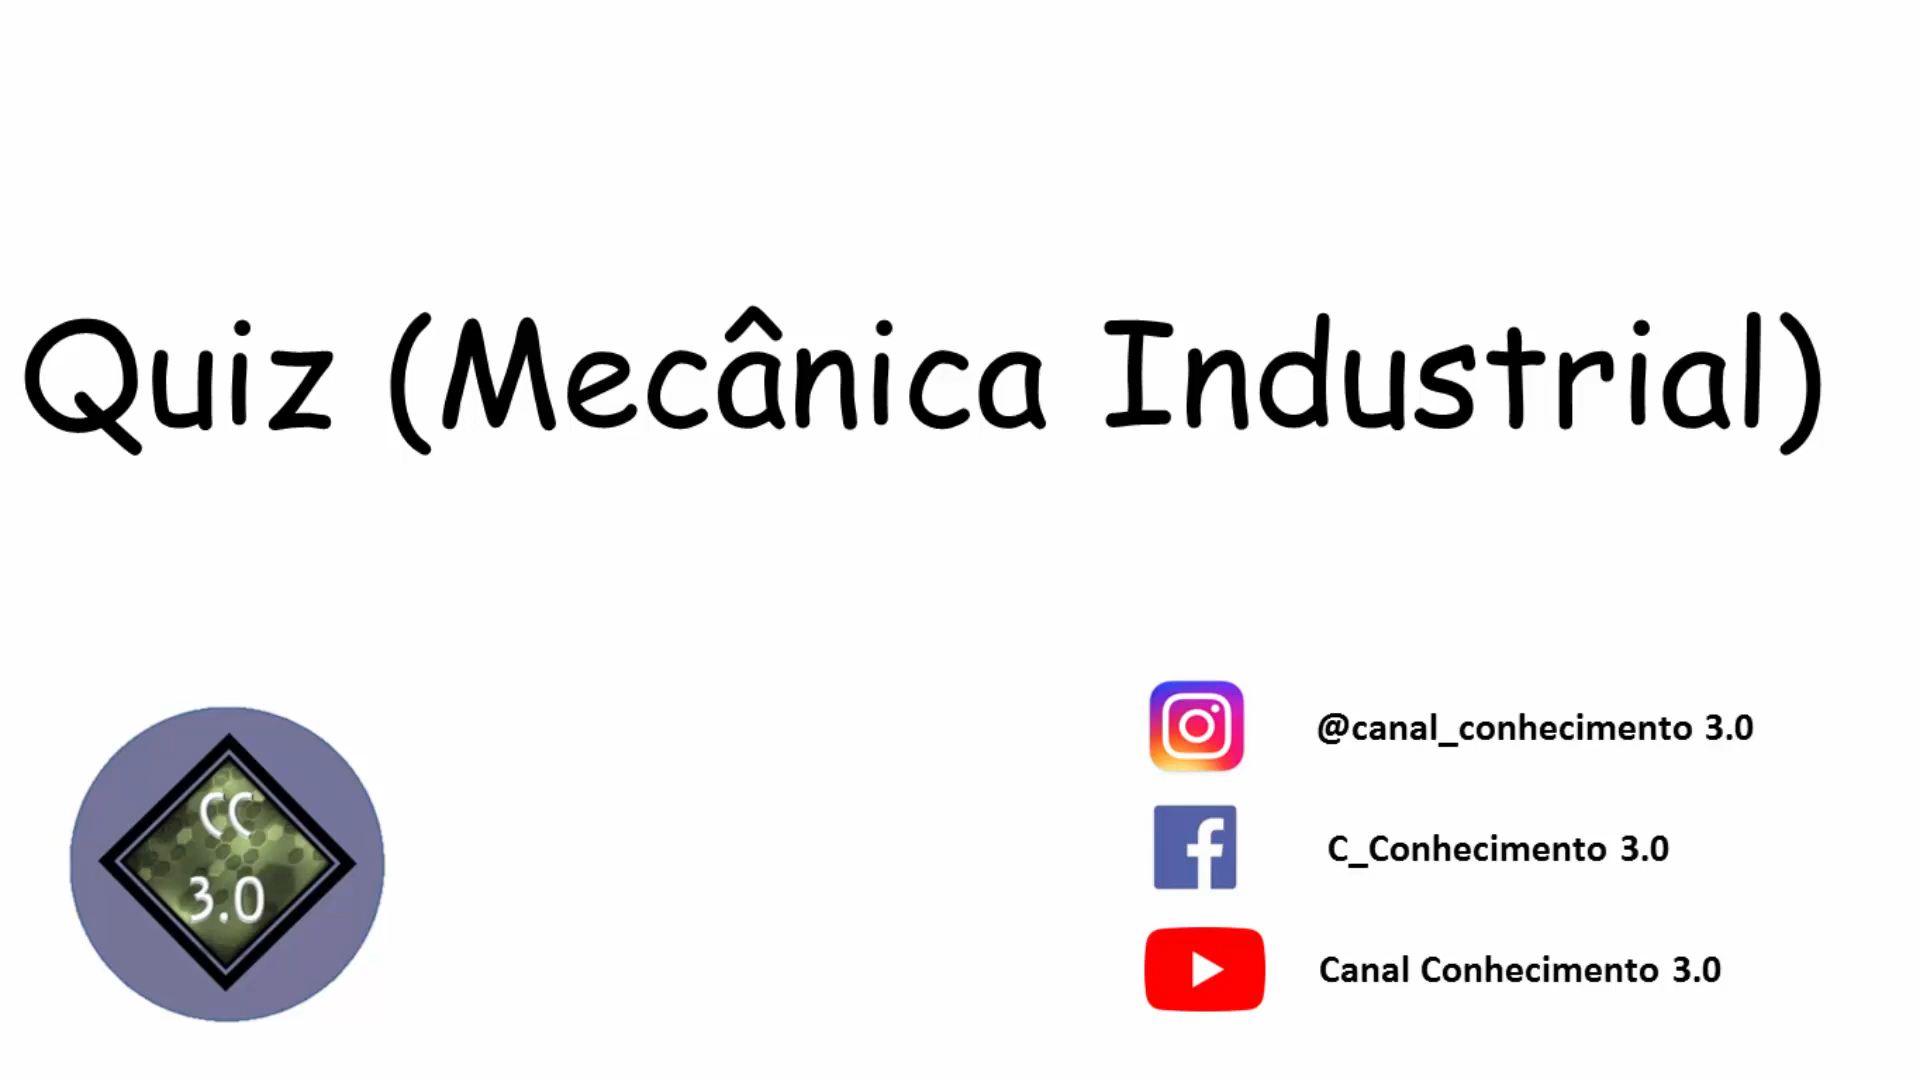 Quiz (Mecânica Industrial)
CC
3.0
@canal_conhecimento 3.0
C_Conhecimento 3.0
Canal Conhecimento 3.0